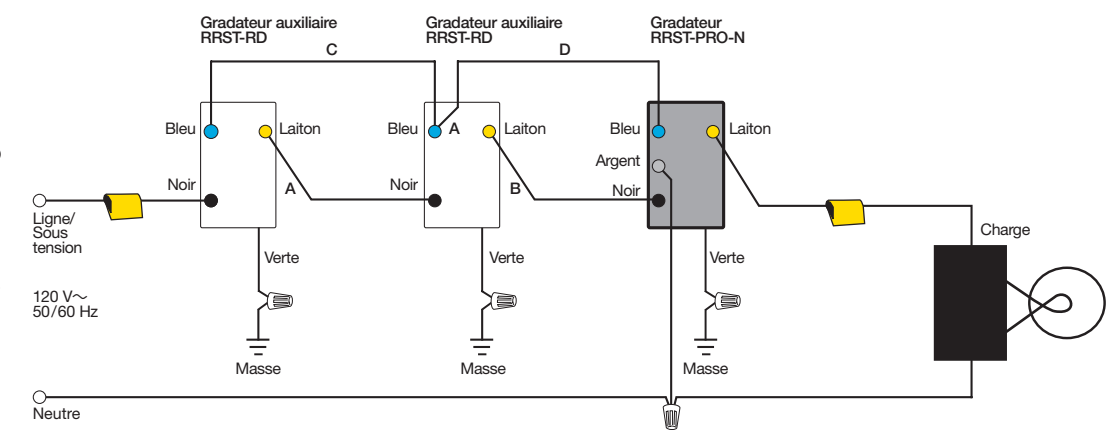 Gradateur auxiliaire
RRST-RD
Gradateur auxiliaire
RRST-RD
Gradateur
RRST-PRO-N
C
D
Bleu
Laiton
Bleu
A
Laiton
Bleu
Laiton
Argent
Noir
A
Noir
B
Noir
Ligne/
Sous
tension
Charge
Verte
Verte
Verte
120 V~
50/60 Hz
Masse
Masse
Masse
Neutre